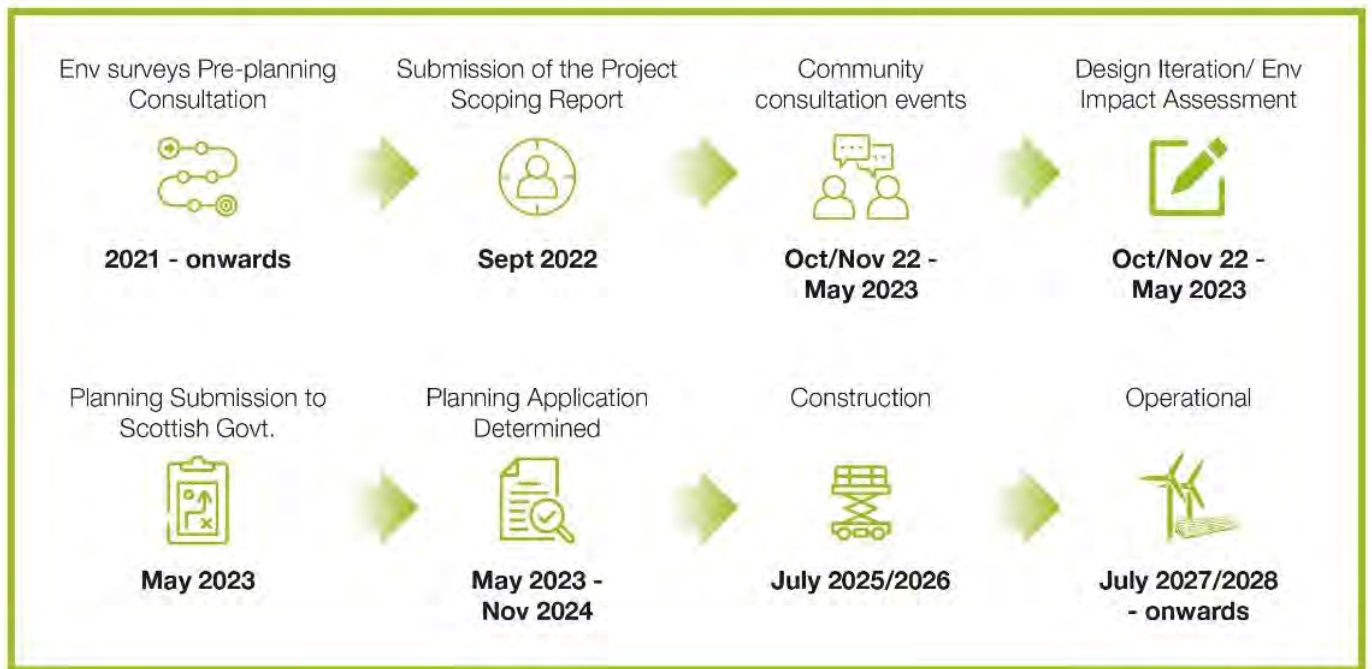 Env surveys Pre-planning
Consultation
2021 - onwards
Submission of the Project
Scoping Report
Sept 2022
Community
consultation events
Oct/Nov 22 -
May 2023
Design Iteration/ Env
Impact Assessment
Oct/Nov 22 -
May 2023
Planning Submission to
Scottish Govt.
May 2023
Planning Application
Determined
May 2023 -
Nov 2024
Construction
July 2025/2026
Operational
July 2027/2028
- onwards